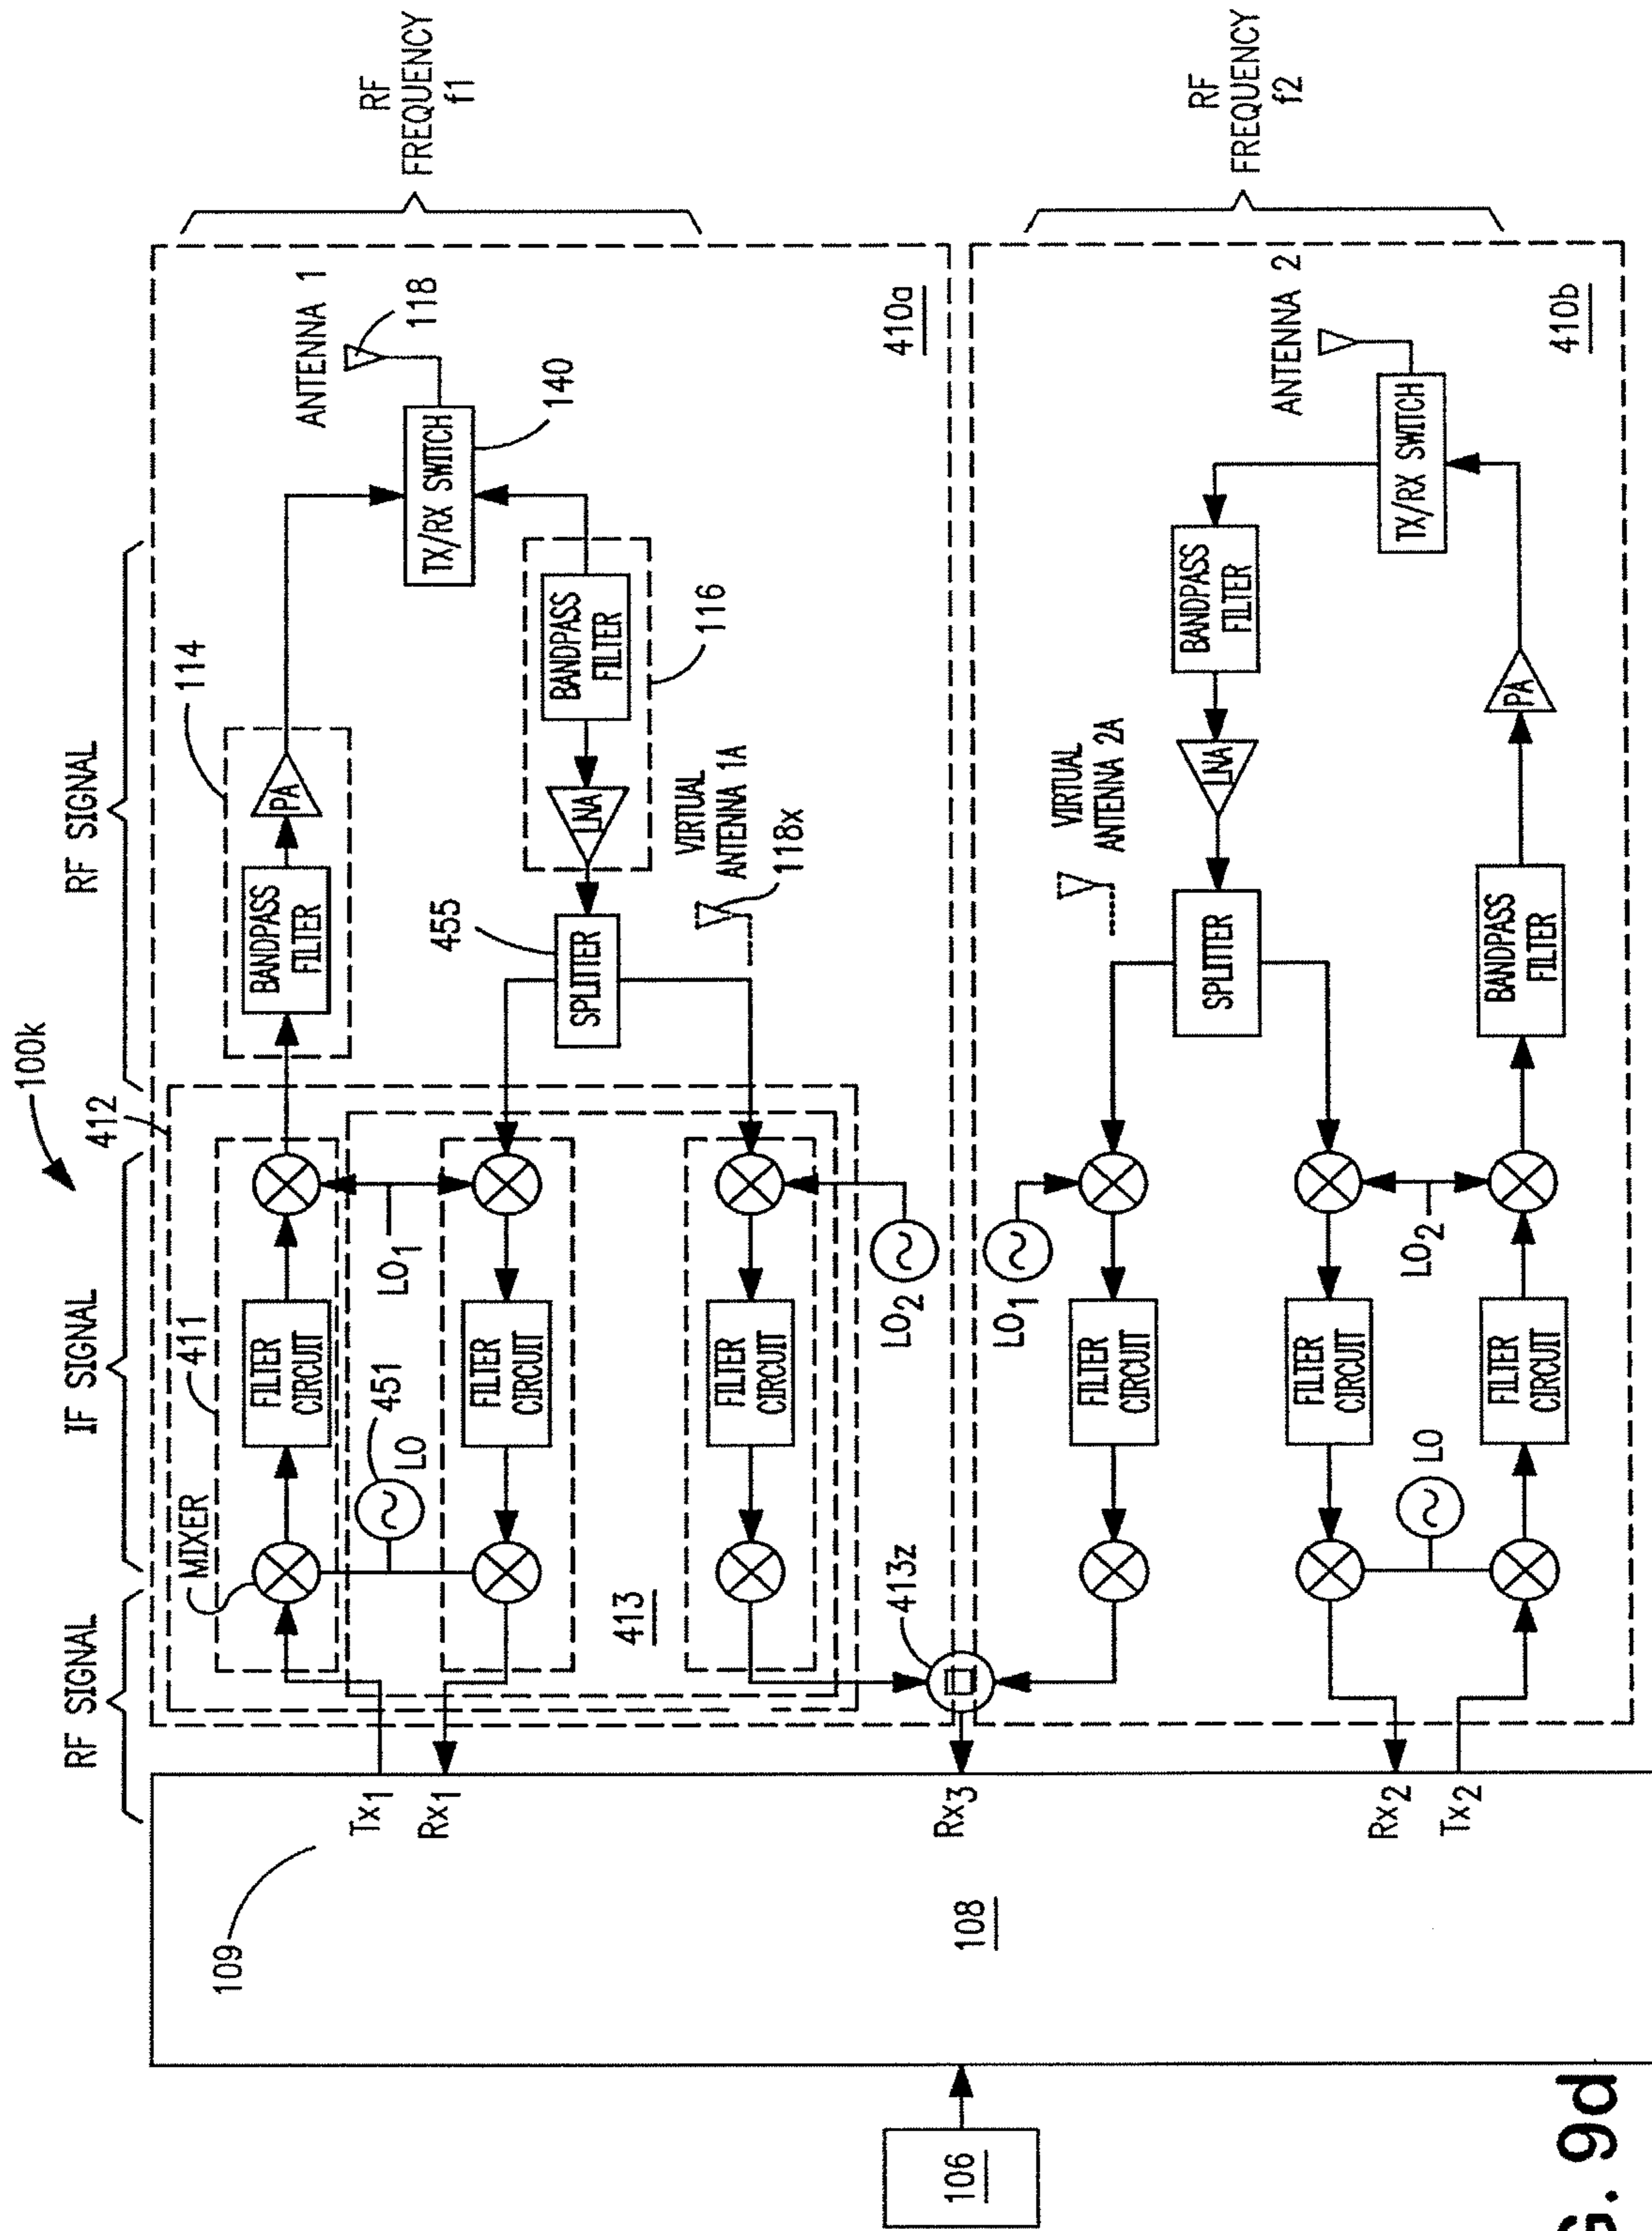 100k
RF SIGNAL
IF SIGNAL
RF SIGNAL
412
114
411
MIXER
FILTER
CIRCUIT
BANDPASS
FILTER
PA
ANTENNA 1
118
RF
FREQUENCY
f1
109
Tx1
Rx1
451
LO
LO1
FILTER
CIRCUIT
455
SPLITTER
LNA
BANDPASS
FILTER
TX/RX SWITCH
140
116
413
FILTER
CIRCUIT
VIRTUAL
ANTENNA 1A
118x
LO2
410a
106
108
Rx3
413z
LO1
FILTER
CIRCUIT
VIRTUAL
ANTENNA 2A
SPLITTER
LNA
BANDPASS
FILTER
ANTENNA 2
RF
FREQUENCY
f2
Rx2
Tx2
FILTER
CIRCUIT
LO
LO2
TX/RX SWITCH
FILTER
CIRCUIT
BANDPASS
FILTER
PA
410b
G. 9d